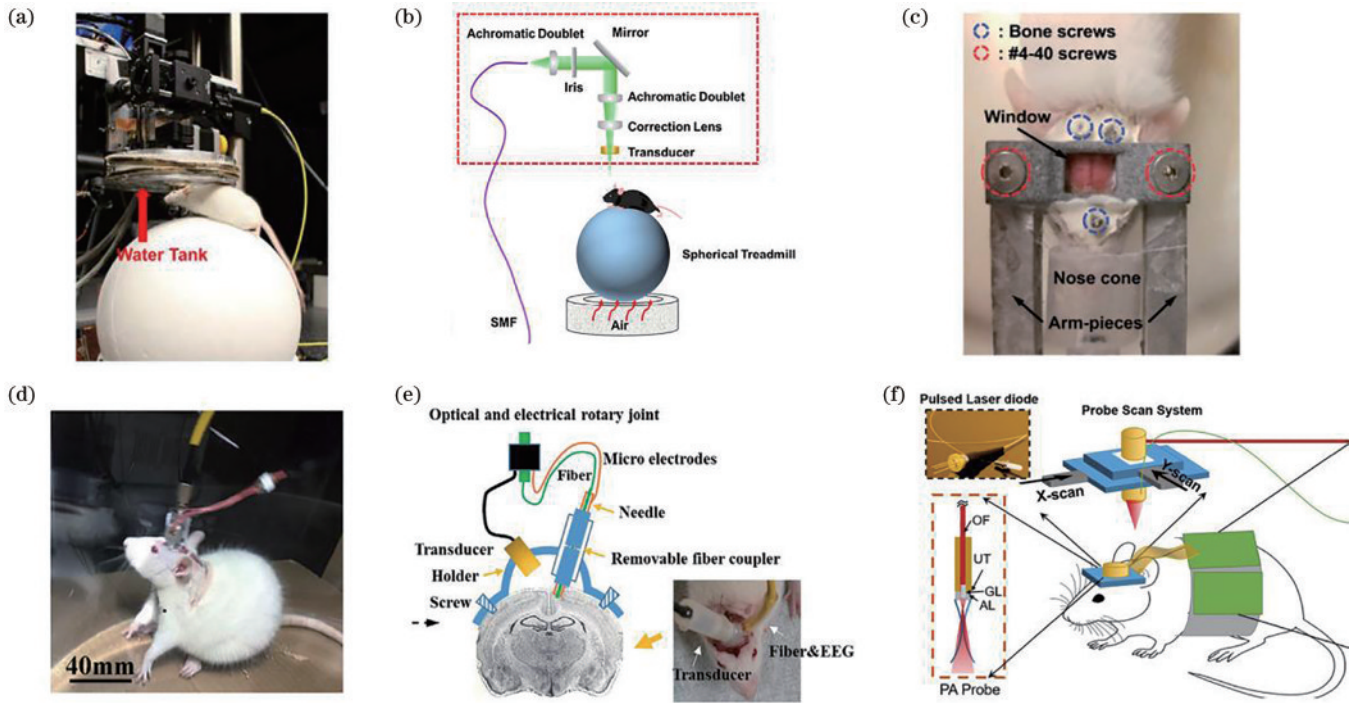 (a)
Water Tank
(b)
Achromatic Doublet
Mirror
Iris
Achromatic Doublet
Correction Lens
Transducer
Spherical Treadmill
SMF
Air
(c)
: Bone screws
: #4-40 screws
Window
Nose cone
Arm-pieces
(d)
40mm
(e)
Optical and electrical rotary joint
Micro electrodes
Fiber
Needle
Transducer
Removable fiber coupler
Holder
Screw
Fiber&EEG
Transducer
(f)
Pulsed Laser diode
Probe Scan System
X-scan
Y-scan
OF
UT
GL
AL
PA Probe